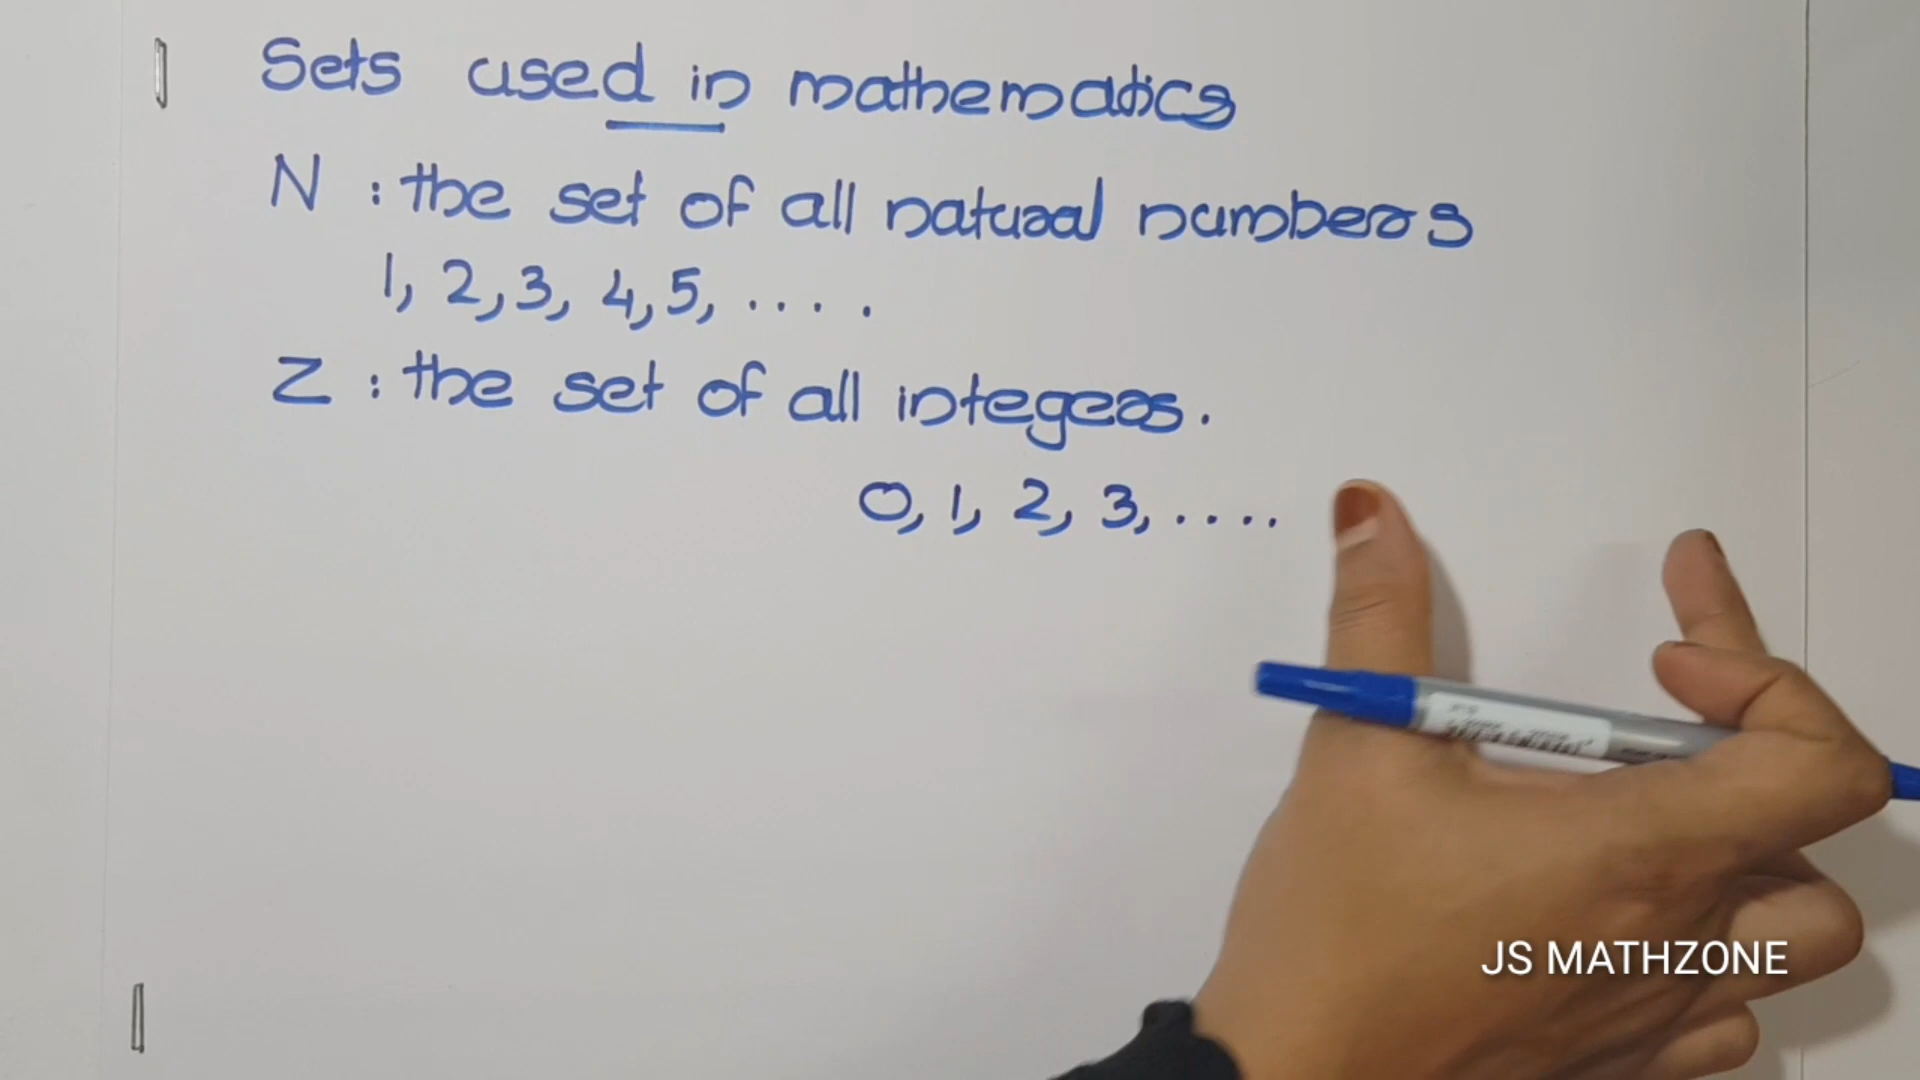 Sets used in mathematics
N : the set of all natural numbers
1, 2, 3, 4, 5, .....
Z : the set of all integers.
0, 1, 2, 3, ....
JS MATHZONE